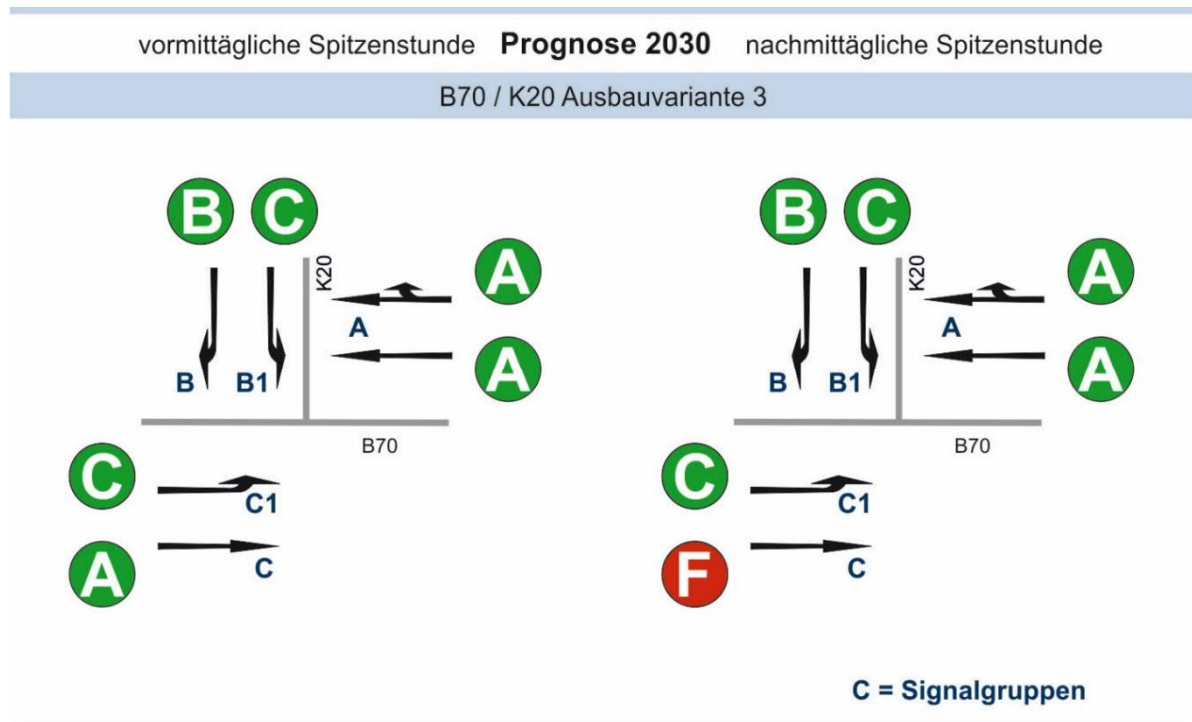 vormittägliche Spitzenstunde Prognose 2030 nachmittägliche Spitzenstunde
B70 / K20 Ausbauvariante 3
B C
K20
A
A
A
B B1
B70
C
C1
A
C
B C
K20
A
A
A
B B1
B70
C
C1
F
C
C = Signalgruppen